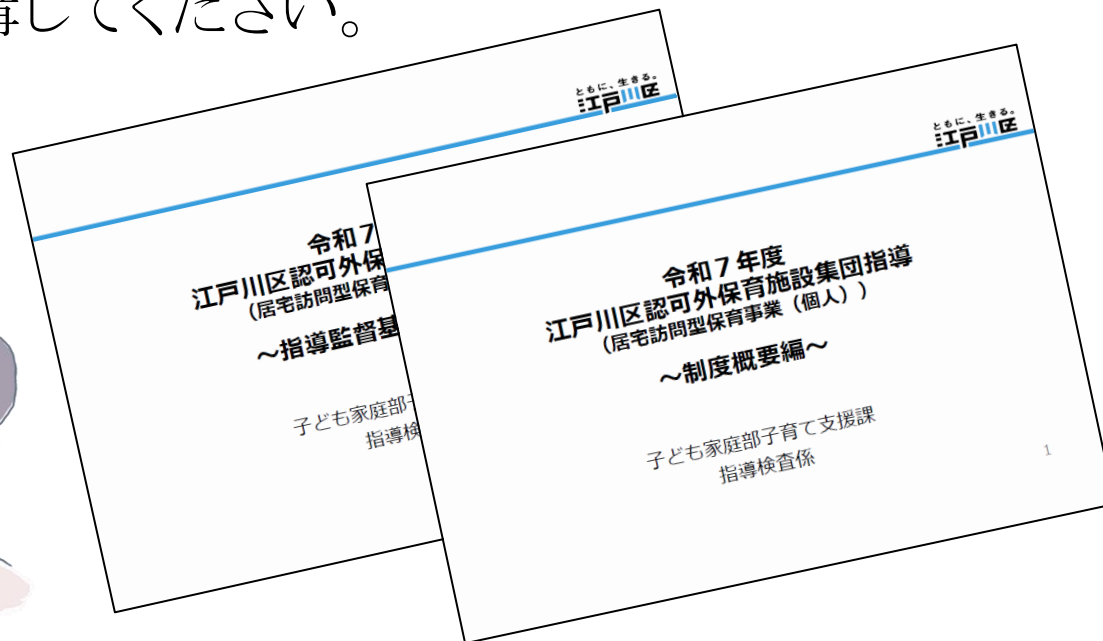 してください。
ともに、生きる。
江戸川区
令和７
江戸川区認可外保
（居宅訪問型保育
～指導監督基
子ども家庭部
指導検
ともに、生きる。
江戸川区
令和７年度
江戸川区認可外保育施設集団指導
（居宅訪問型保育事業（個人））
～制度概要編～
子ども家庭部子育て支援課
指導検査係
1